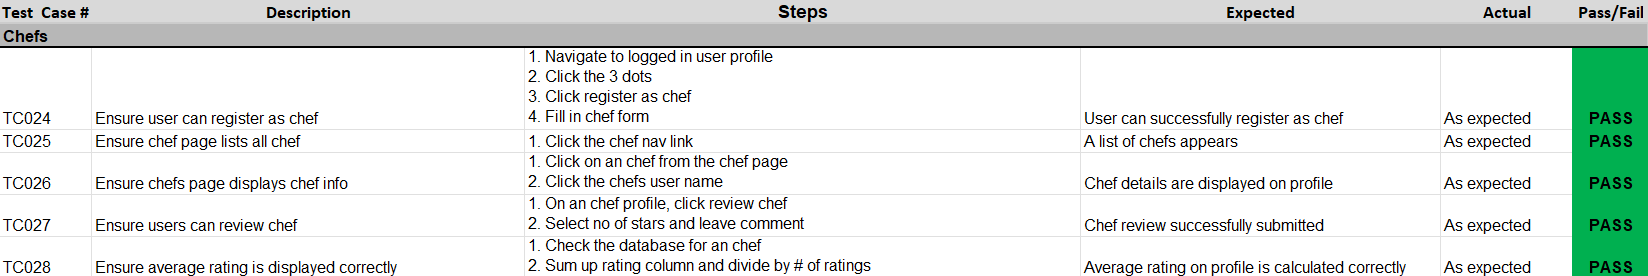 Test Case # Description Steps Expected Actual Pass/Fail
Chefs
1. Navigate to logged in user profile
2. Click the 3 dots
3. Click register as chef
4. Fill in chef form
TC024 Ensure user can register as chef User can successfully register as chef As expected PASS
TC025 Ensure chef page lists all chef 1. Click the chef nav link A list of chefs appears As expected PASS
1. Click on an chef from the chef page
2. Click the chefs user name
TC026 Ensure chefs page displays chef info Chef details are displayed on profile As expected PASS
1. On an chef profile, click review chef
2. Select no of stars and leave comment
TC027 Ensure users can review chef Chef review successfully submitted As expected PASS
1. Check the database for an chef
2. Sum up rating column and divide by # of ratings
TC028 Ensure average rating is displayed correctly Average rating on profile is calculated correctly As expected PASS